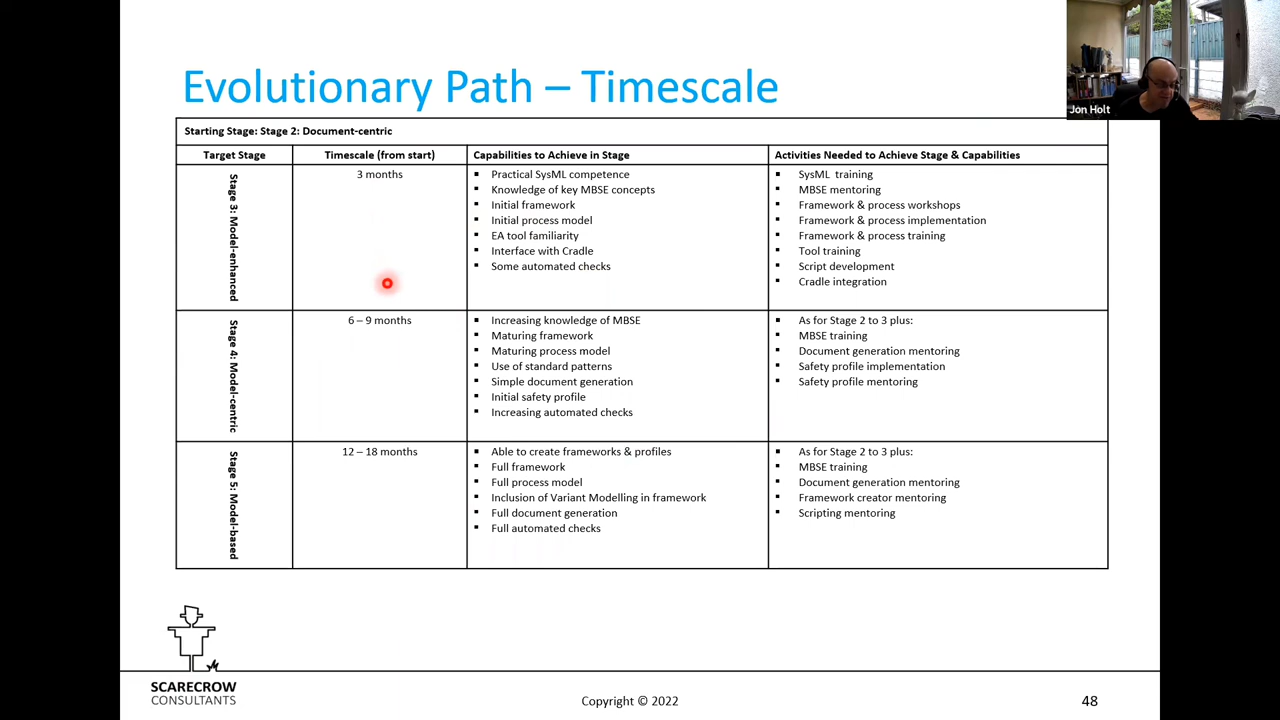 Jon Holt
Evolutionary Path – Timescale
Starting Stage: Stage 2: Document-centric
Target Stage
Timescale (from start)
Capabilities to Achieve in Stage
Activities Needed to Achieve Stage & Capabilities
Stage 3: Model-enhanced
3 months
Practical SysML competence
Knowledge of key MBSE concepts
Initial framework
Initial process model
EA tool familiarity
Interface with Cradle
Some automated checks
SysML training
MBSE mentoring
Framework & process workshops
Framework & process implementation
Framework & process training
Tool training
Script development
Cradle integration
Stage 4: Model-centric
6 – 9 months
Increasing knowledge of MBSE
Maturing framework
Maturing process model
Use of standard patterns
Simple document generation
Initial safety profile
Increasing automated checks
As for Stage 2 to 3 plus:
MBSE training
Document generation mentoring
Safety profile implementation
Safety profile mentoring
Stage 5: Model-based
12 – 18 months
Able to create frameworks & profiles
Full framework
Full process model
Inclusion of Variant Modelling in framework
Full document generation
Full automated checks
As for Stage 2 to 3 plus:
MBSE training
Document generation mentoring
Framework creator mentoring
Scripting mentoring
SCARECROW
CONSULTANTS
Copyright © 2022
48